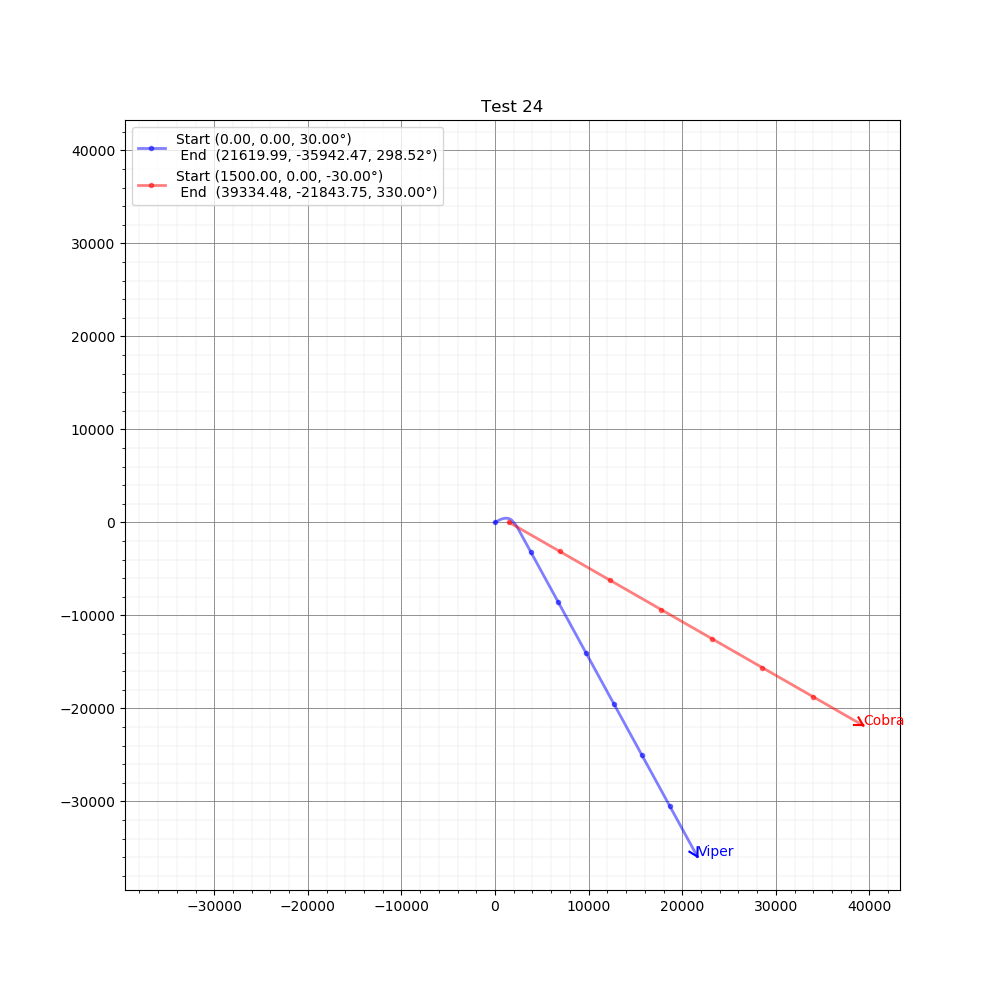 Test 24
Start (0.00, 0.00, 30.00°)
End (21619.99, -35942.47, 298.52°)
Start (1500.00, 0.00, -30.00°)
End (39334.48, -21843.75, 330.00°)
40000
30000
20000
10000
0
−10000
−20000
−30000
Cobra
Viper
−30000 −20000 −10000 0 10000 20000 30000 40000